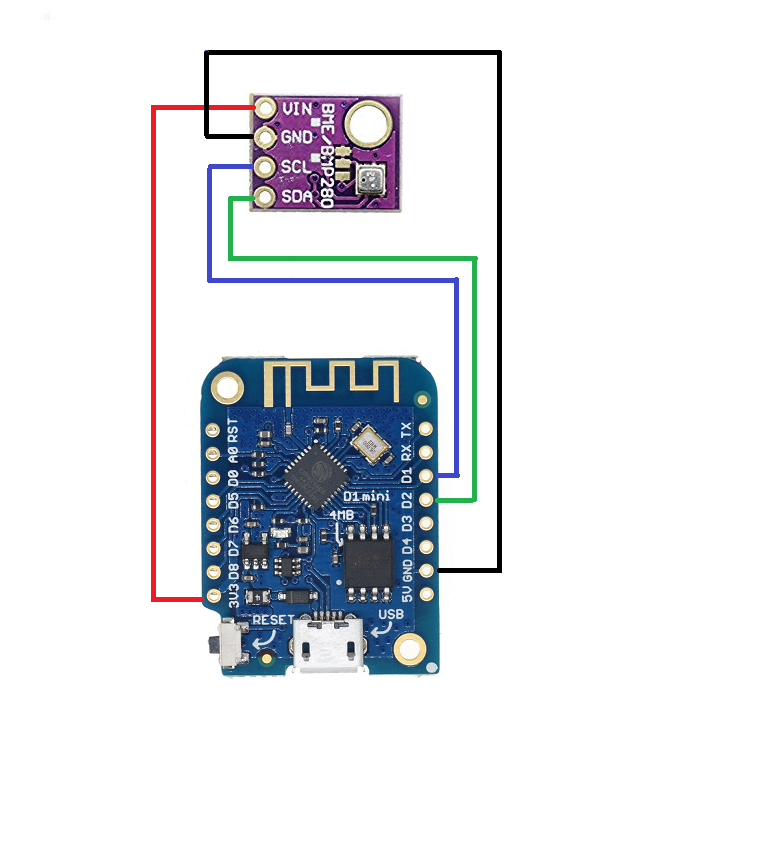 VIN
GND
SCL
SDA
BME/BMP280
RST
A0
D0
D5
D6
D7
D8
3V3
TX
RX
D1
D2
D3
D4
GND
5V
D1mini
4MB
RESET
USB